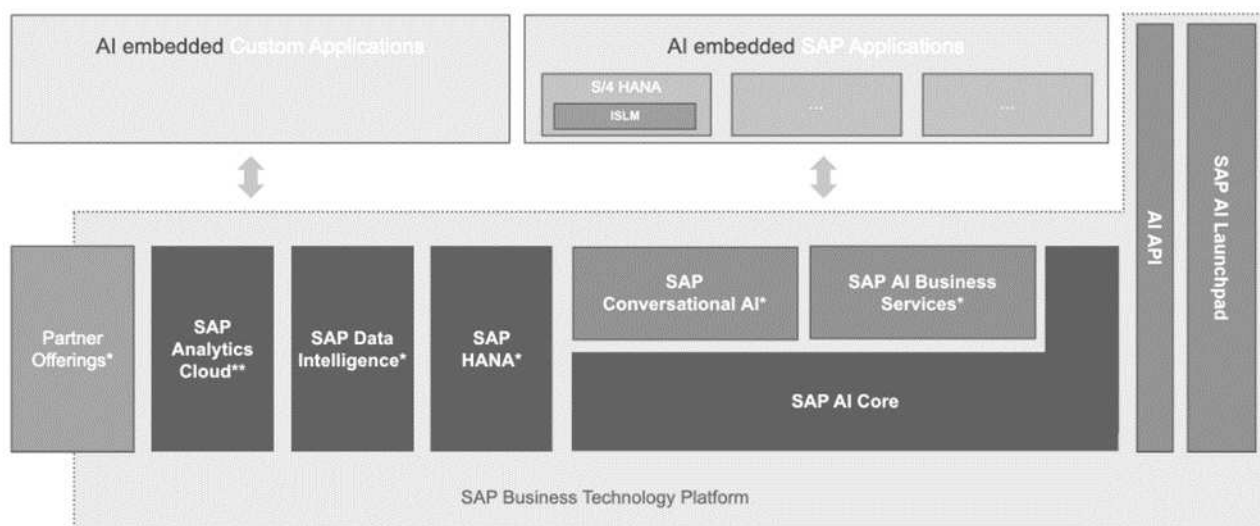 AI embedded Custom Applications
AI embedded SAP Applications
S/4 HANA
ISLM
...
...
Partner
Offerings*
SAP
Analytics
Cloud**
SAP Data
Intelligence*
SAP
HANA*
SAP
Conversational AI*
SAP AI Business
Services*
SAP AI Core
AI API
SAP AI Launchpad
SAP Business Technology Platform